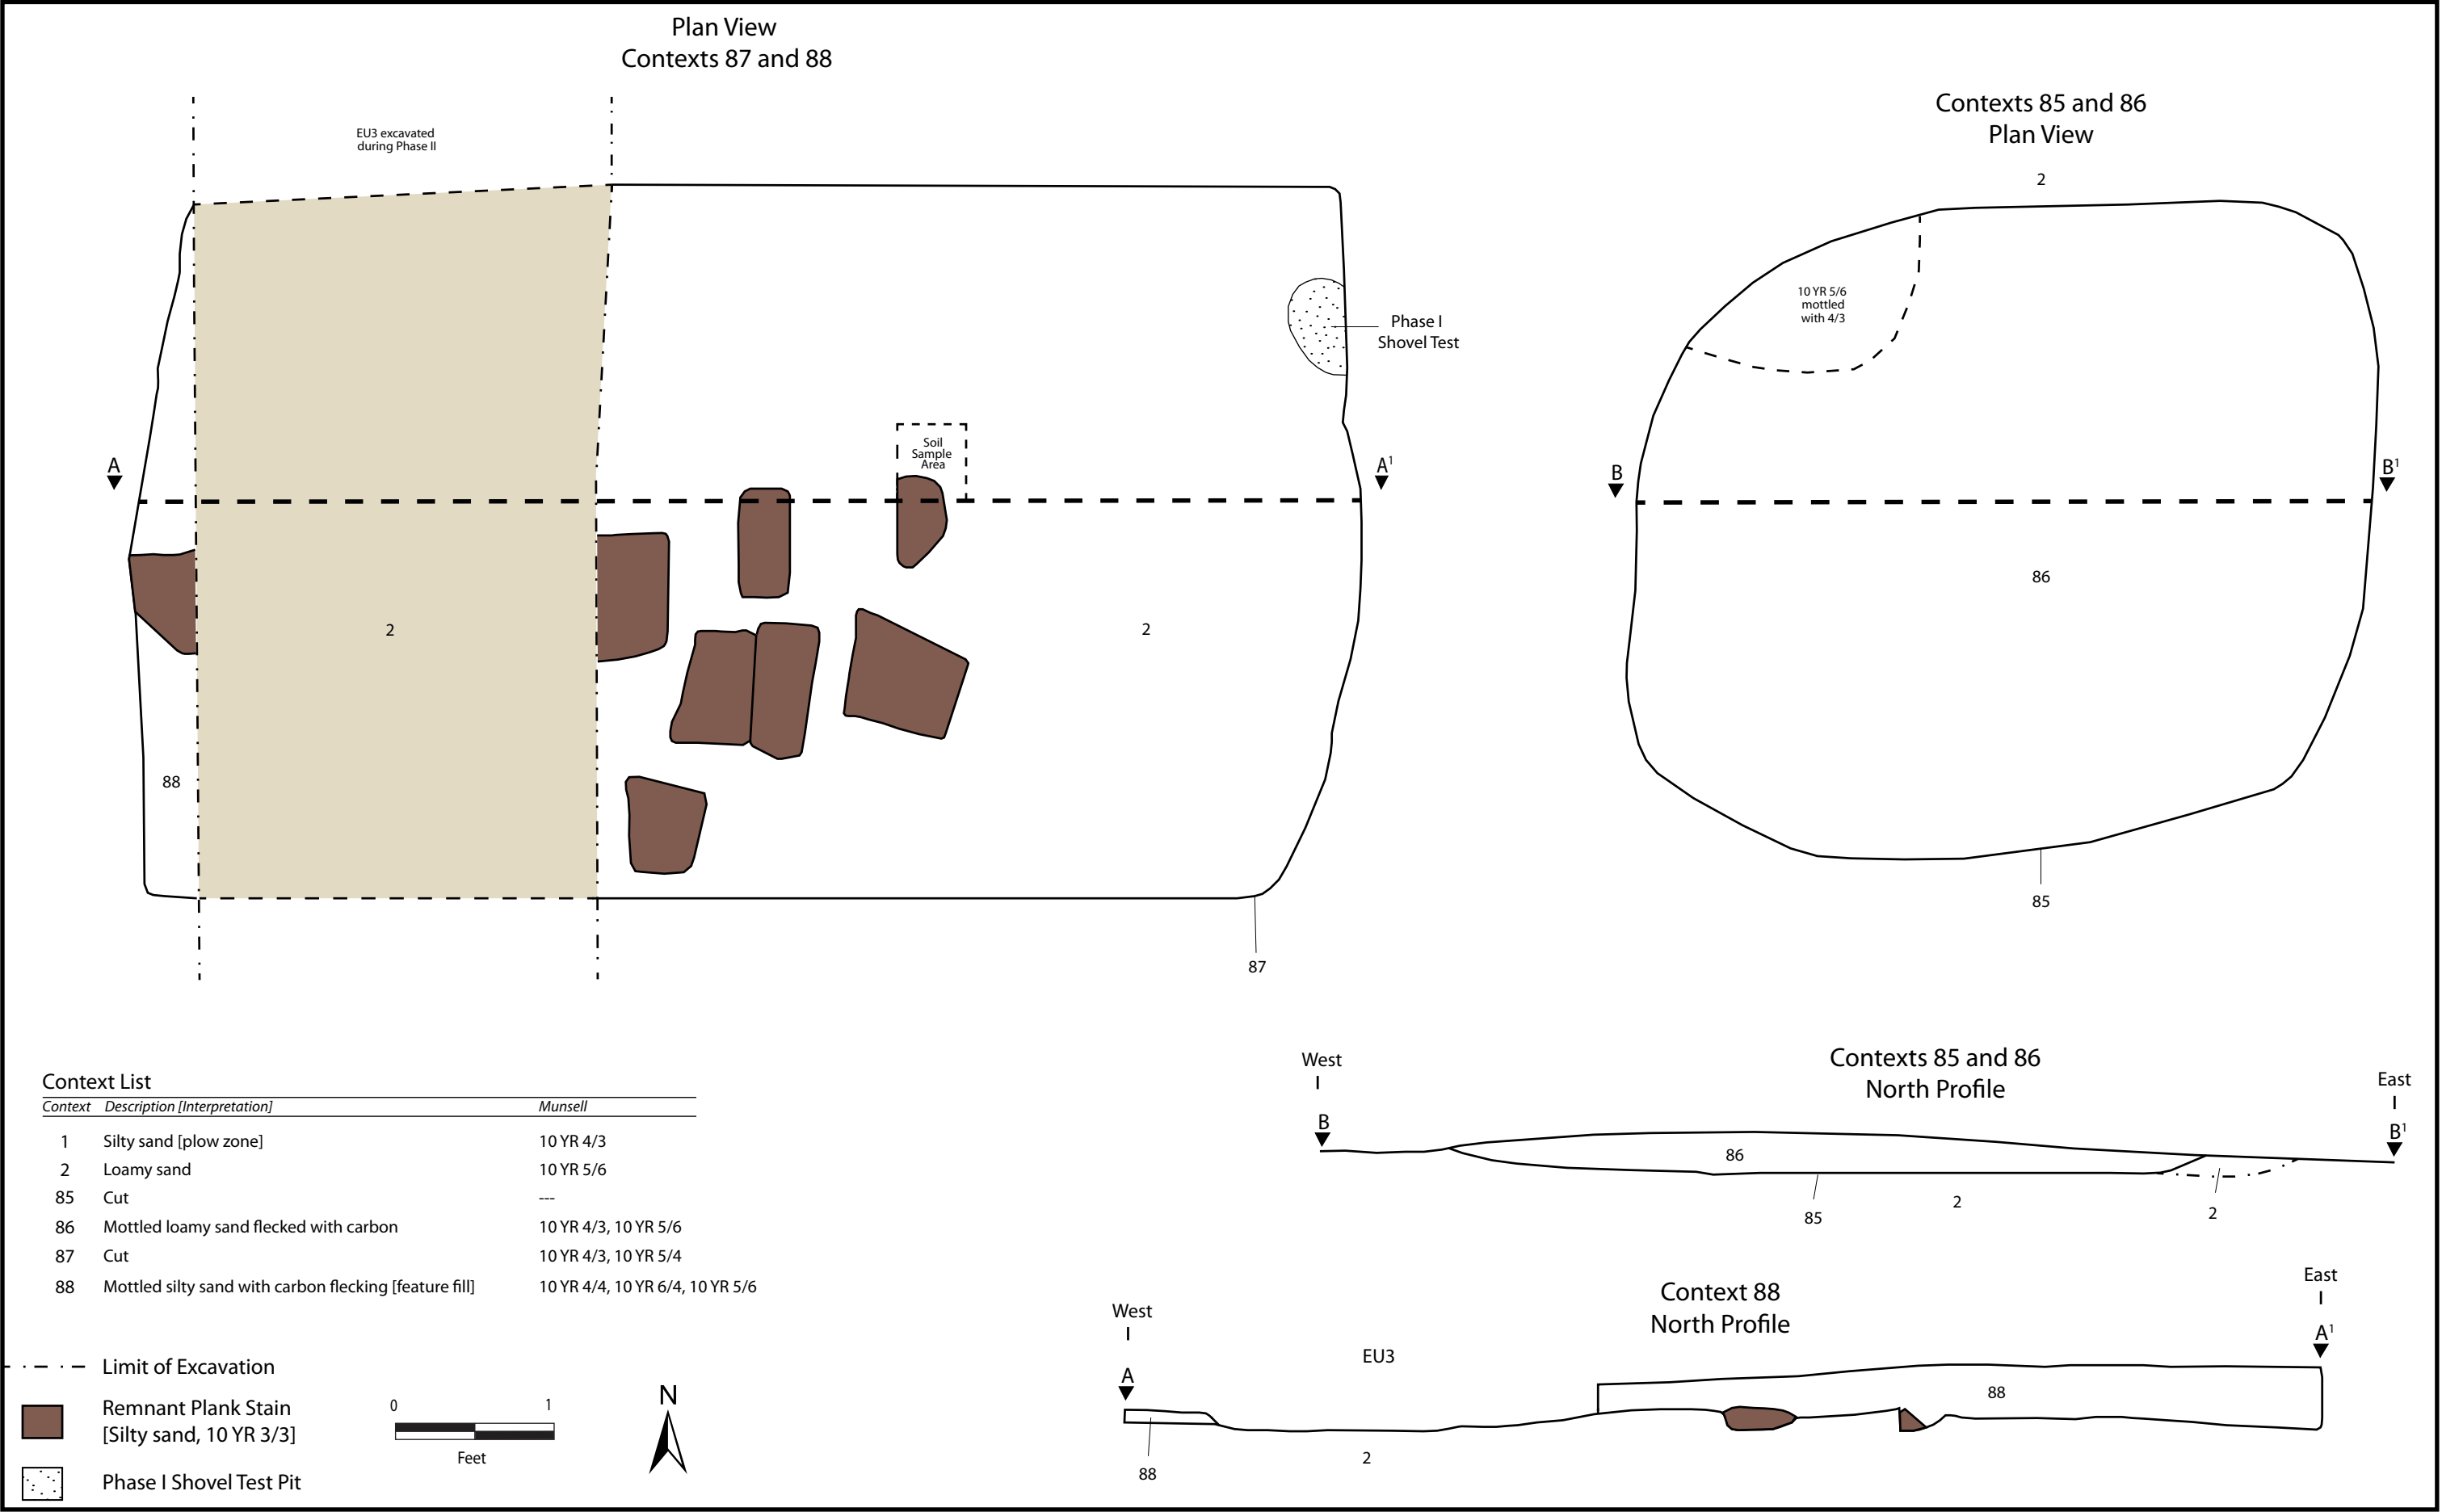 Plan View
Contexts 87 and 88
EU3 excavated
during Phase II
Phase I
Shovel Test
Soil
Sample
Area
A
A¹
2
2
88
87
Contexts 85 and 86
Plan View
2
10 YR 5/6
mottled
with 4/3
B
B¹
86
85
Context List
Context Description [Interpretation] Munsell
1 Silty sand [plow zone] 10 YR 4/3
2 Loamy sand 10 YR 5/6
85 Cut ---
86 Mottled loamy sand flecked with carbon 10 YR 4/3, 10 YR 5/6
87 Cut 10 YR 4/3, 10 YR 5/4
88 Mottled silty sand with carbon flecking [feature fill] 10 YR 4/4, 10 YR 6/4, 10 YR 5/6
Limit of Excavation
Remnant Plank Stain
[Silty sand, 10 YR 3/3]
Phase I Shovel Test Pit
0 1
Feet
N
Contexts 85 and 86
North Profile
West
B
East
B¹
86
85
2
2
Context 88
North Profile
West
A
EU3
East
A¹
88
88
2